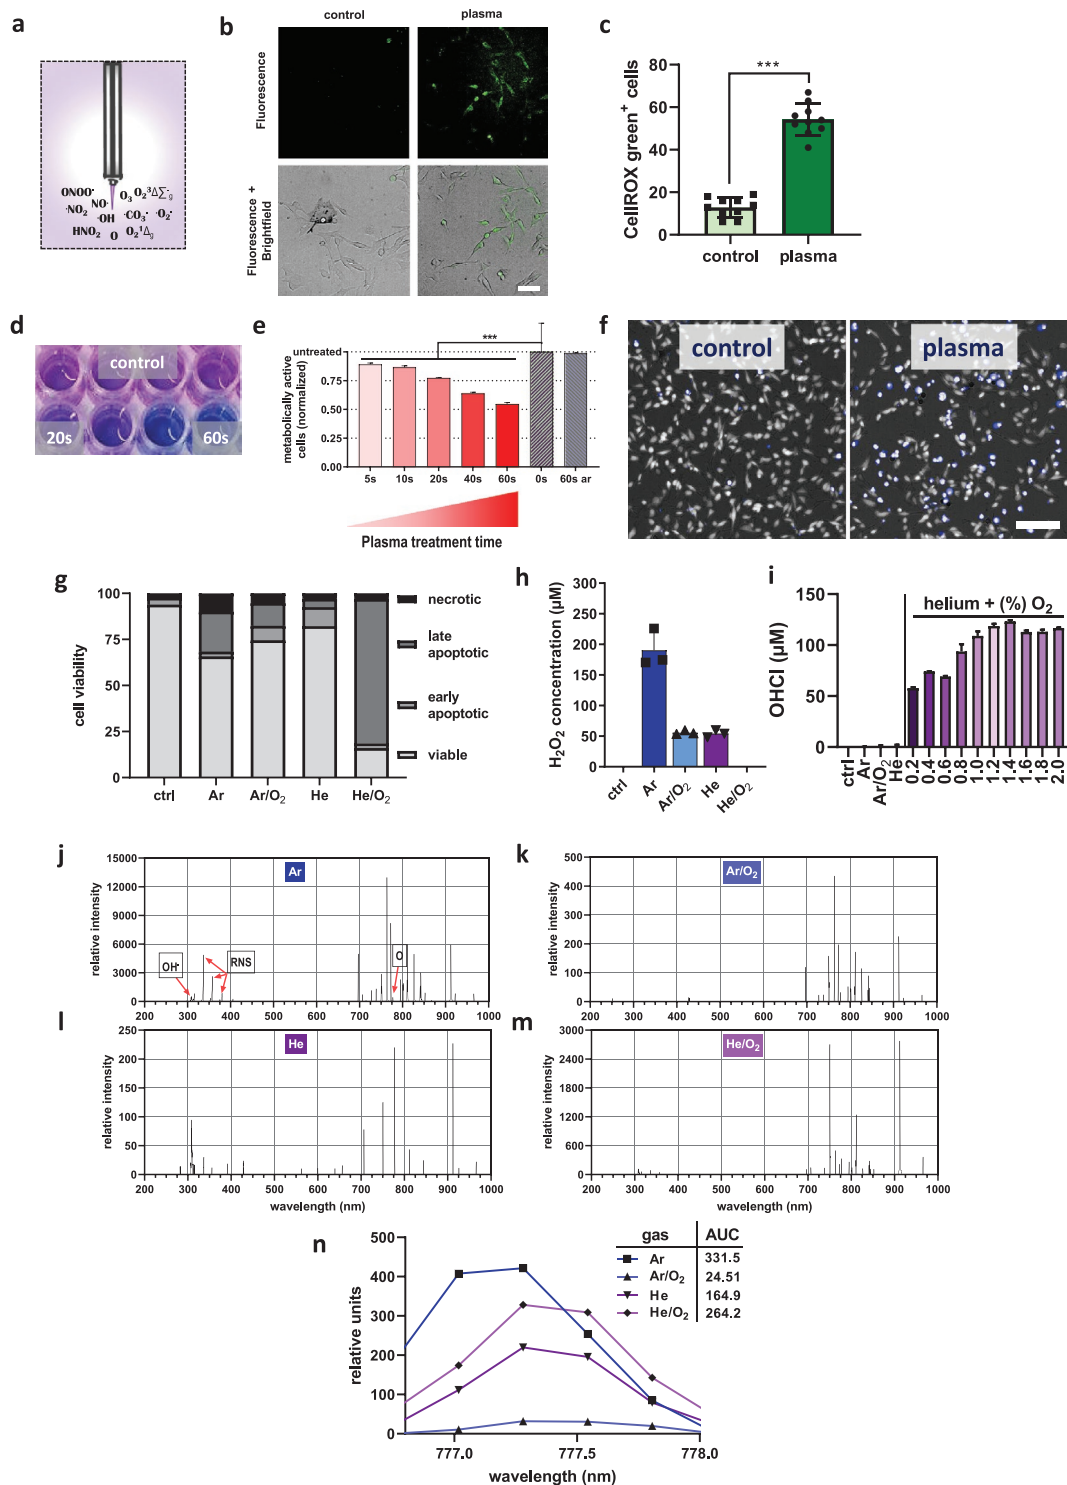 a
ONOO⁻
NO·
O₃ O₂³Δ∑⁻g
·NO₂
·OH
·CO₃⁻ ·O₂⁻
HNO₂ O O₂¹Δg
b
control
plasma
Fluorescence
Fluorescence +
Brightfield
c
CellROX green⁺ cells
80
60
40
20
0
***
control
plasma
d
control
20s
60s
e
metabolically active
cells (normalized)
untreated
0.75
0.50
0.25
0.00
***
5s
10s
20s
40s
60s
0s
60s ar
Plasma treatment time
f
control
plasma
g
cell viability
100
75
50
25
0
ctrl
Ar
Ar/O₂
He
He/O₂
necrotic
late
apoptotic
early
apoptotic
viable
h
H₂O₂ concentration (µM)
300
250
200
150
100
50
0
ctrl
Ar
Ar/O₂
He
He/O₂
i
OHCl (µM)
150
100
50
0
helium + (%) O₂
ctrl
Ar
Ar/O₂
He
0.2
0.4
0.6
0.8
1.0
1.2
1.4
1.6
1.8
2.0
j
relative intensity
15000
12000
9000
6000
3000
0
Ar
OH·
RNS
O
200 300 400 500 600 700 800 900 1000
k
relative intensity
500
400
300
200
100
0
Ar/O₂
200 300 400 500 600 700 800 900 1000
l
relative intensity
250
200
150
100
50
0
He
200 300 400 500 600 700 800 900 1000
wavelength (nm)
m
relative intensity
3000
2400
1800
1200
600
0
He/O₂
200 300 400 500 600 700 800 900 1000
wavelength (nm)
n
relative units
500
400
300
200
100
0
777.0
777.5
778.0
wavelength (nm)
gas AUC
Ar 331.5
Ar/O₂ 24.51
He 164.9
He/O₂ 264.2